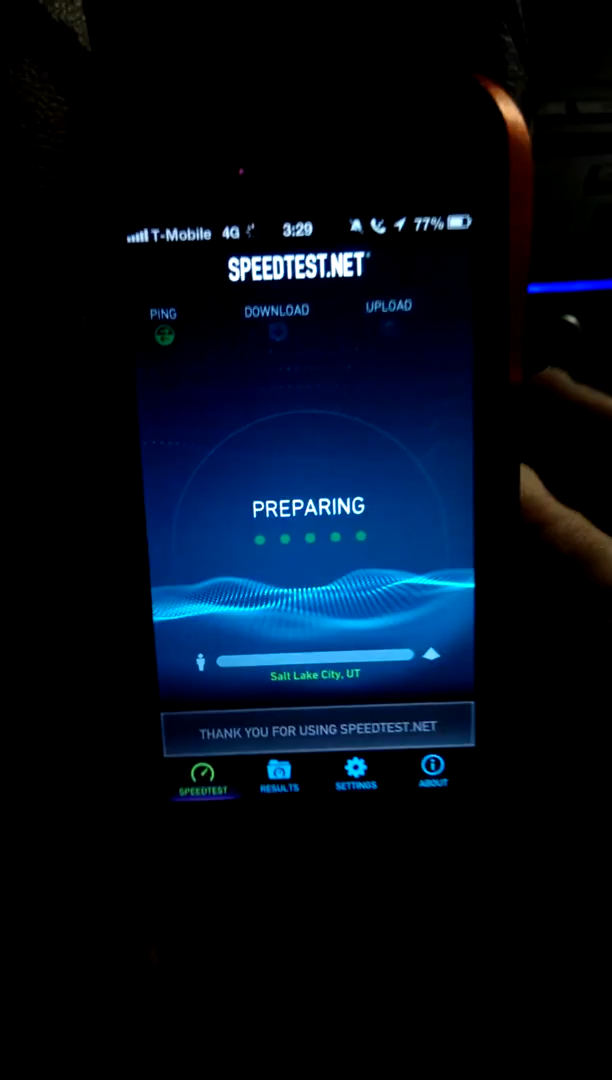 T-Mobile 4G 3:29 77%
SPEEDTEST.NET
PING DOWNLOAD UPLOAD
PREPARING
Salt Lake City, UT
THANK YOU FOR USING SPEEDTEST.NET
SPEEDTEST RESULTS SETTINGS ABOUT